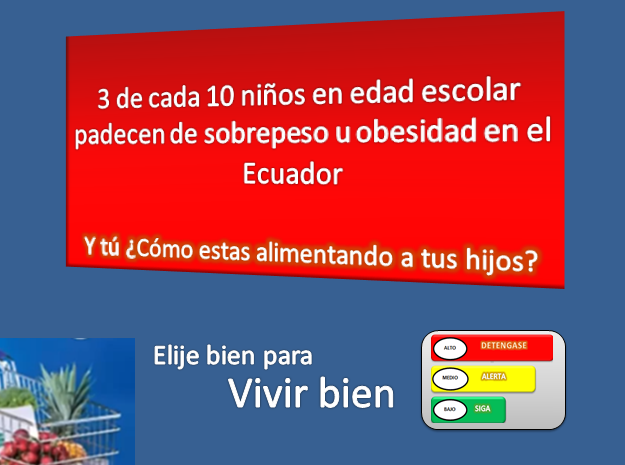 3 de cada 10 niños en edad escolar
padecen de sobrepeso u obesidad en el
Ecuador
Y tú ¿Cómo estas alimentando a tus hijos?
Elije bien para
Vivir bien
ALTO DETENGASE
MEDIO ALERTA
BAJO SIGA